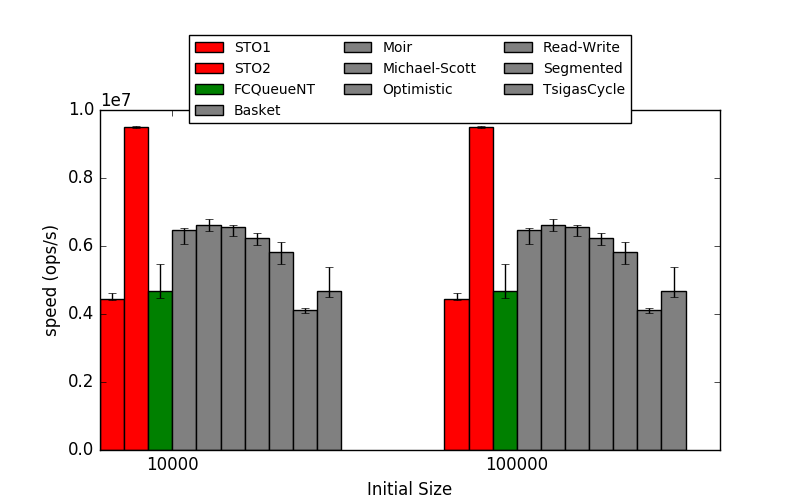 STO1 Moir Read-Write
STO2 Michael-Scott Segmented
FCQueueNT Optimistic TsigasCycle
Basket
1e7
1.0
0.8
0.6
0.4
0.2
0.0
speed (ops/s)
10000 100000
Initial Size